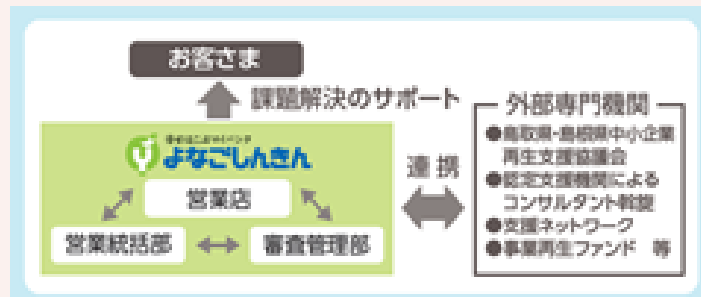 お客さま
課題解決のサポート
よなごしんきん
営業店
営業統括部
審査管理部
連携
外部専門機関
●鳥取県・島根県中小企業
再生支援協議会
●認定支援機関による
コンサルタント斡旋
●支援ネットワーク
●事業再生ファンド 等